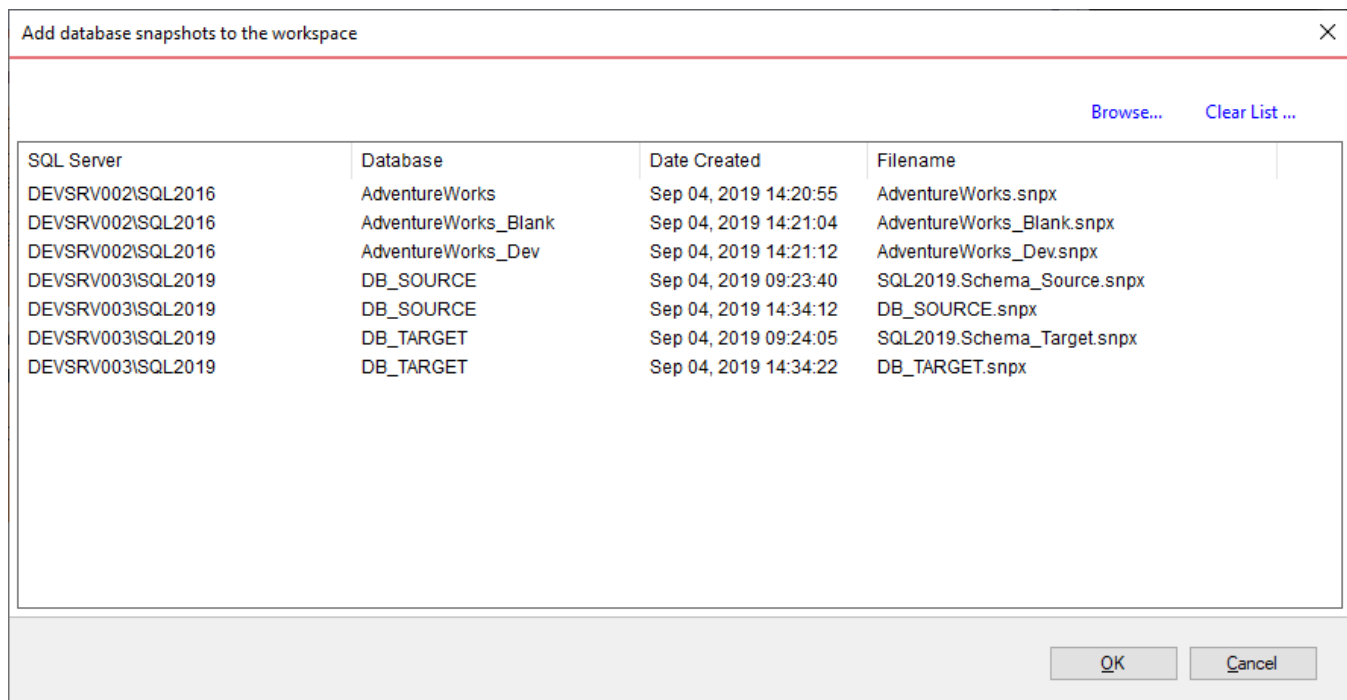 Add database snapshots to the workspace
Browse... Clear List ...
SQL Server Database Date Created Filename
DEVSRV002\SQL2016 AdventureWorks Sep 04, 2019 14:20:55 AdventureWorks.snpx
DEVSRV002\SQL2016 AdventureWorks_Blank Sep 04, 2019 14:21:04 AdventureWorks_Blank.snpx
DEVSRV002\SQL2016 AdventureWorks_Dev Sep 04, 2019 14:21:12 AdventureWorks_Dev.snpx
DEVSRV003\SQL2019 DB_SOURCE Sep 04, 2019 09:23:40 SQL2019.Schema_Source.snpx
DEVSRV003\SQL2019 DB_SOURCE Sep 04, 2019 14:34:12 DB_SOURCE.snpx
DEVSRV003\SQL2019 DB_TARGET Sep 04, 2019 09:24:05 SQL2019.Schema_Target.snpx
DEVSRV003\SQL2019 DB_TARGET Sep 04, 2019 14:34:22 DB_TARGET.snpx
OK Cancel